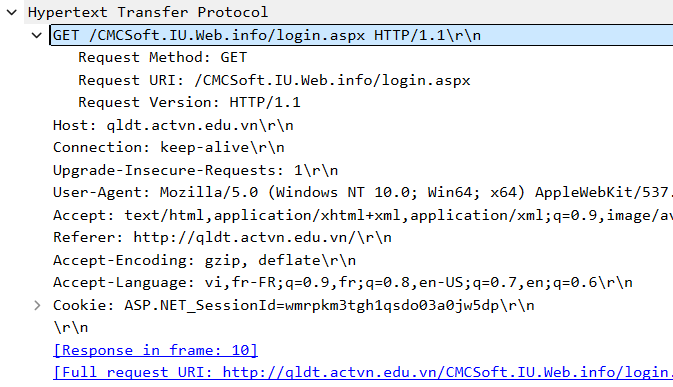 Hypertext Transfer Protocol
GET /CMCSoft.IU.Web.info/login.aspx HTTP/1.1\r\n
Request Method: GET
Request URI: /CMCSoft.IU.Web.info/login.aspx
Request Version: HTTP/1.1
Host: qldt.actvn.edu.vn\r\n
Connection: keep-alive\r\n
Upgrade-Insecure-Requests: 1\r\n
User-Agent: Mozilla/5.0 (Windows NT 10.0; Win64; x64) AppleWebKit/537.
Accept: text/html,application/xhtml+xml,application/xml;q=0.9,image/av
Referer: http://qldt.actvn.edu.vn/\r\n
Accept-Encoding: gzip, deflate\r\n
Accept-Language: vi,fr-FR;q=0.9,fr;q=0.8,en-US;q=0.7,en;q=0.6\r\n
Cookie: ASP.NET_SessionId=wmrpkm3tgh1qsdo03a0jw5dp\r\n
\r\n
[Response in frame: 10]
[Full request URI: http://qldt.actvn.edu.vn/CMCSoft.IU.Web.info/login.